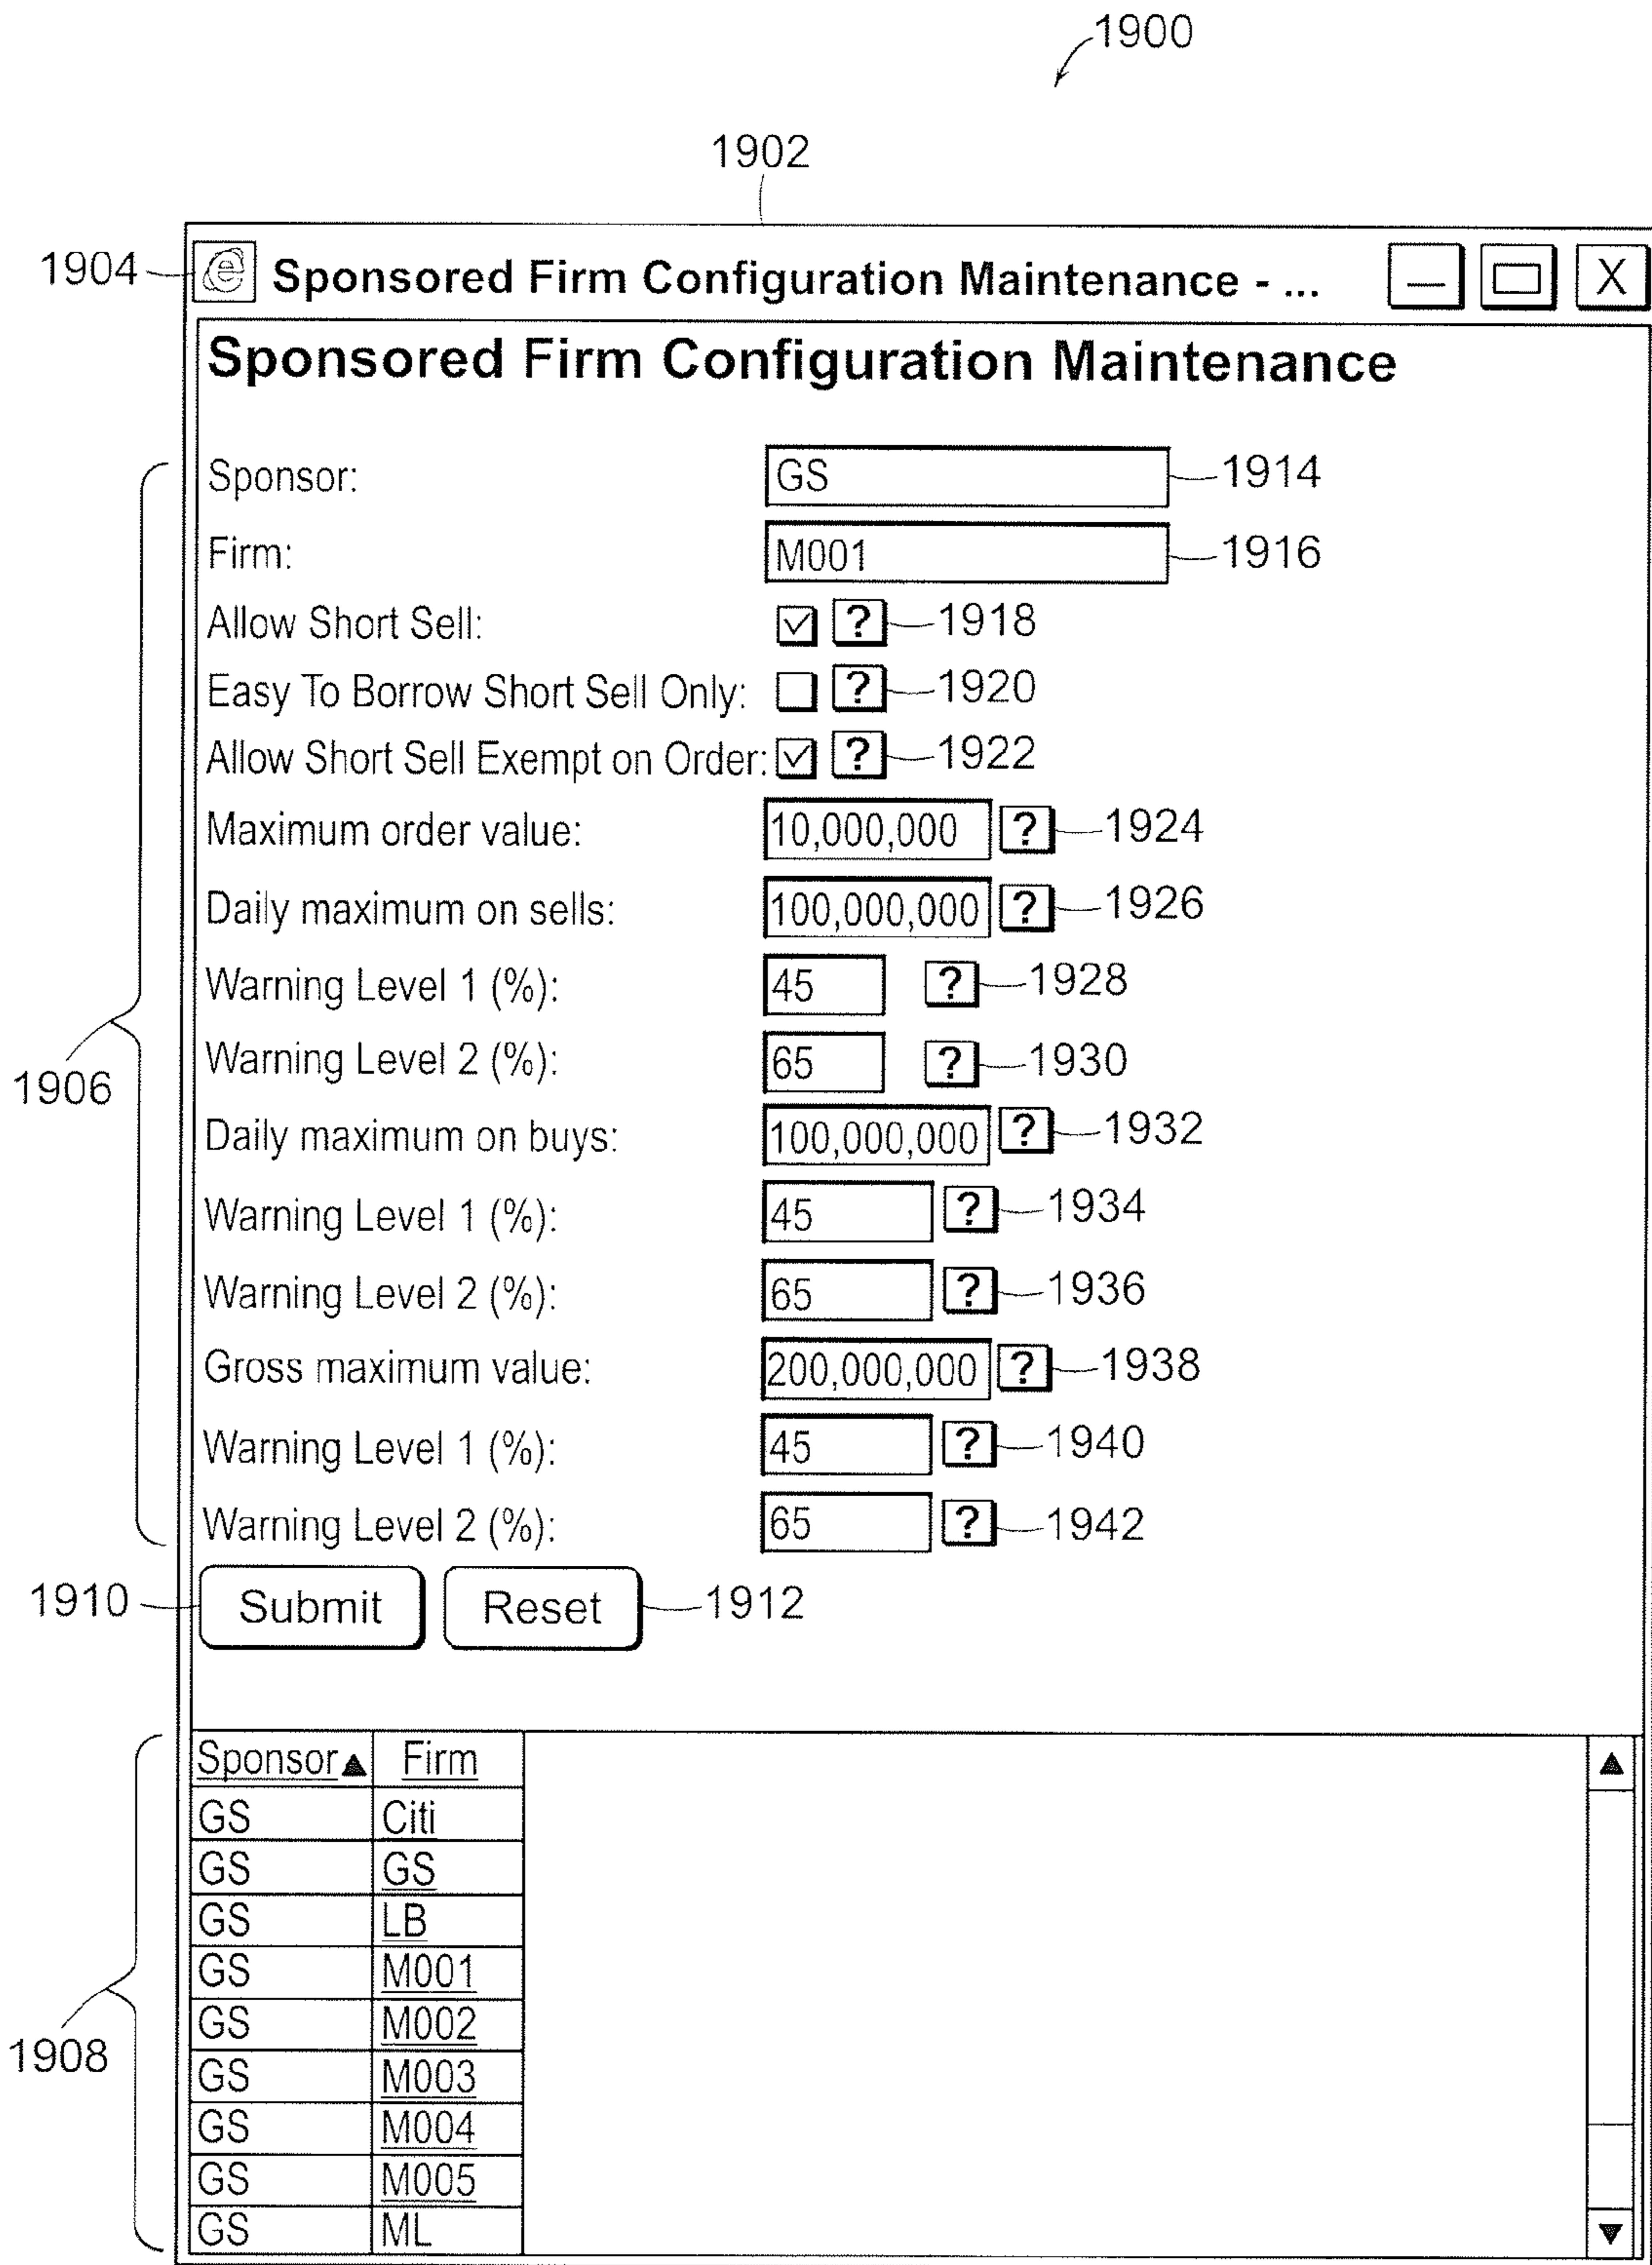 1900
1902
1904 Sponsored Firm Configuration Maintenance - ... X
Sponsored Firm Configuration Maintenance
Sponsor: GS 1914
Firm: M001 1916
Allow Short Sell: ? 1918
Easy To Borrow Short Sell Only: ? 1920
Allow Short Sell Exempt on Order: ? 1922
Maximum order value: 10,000,000 ? 1924
Daily maximum on sells: 100,000,000 ? 1926
Warning Level 1 (%): 45 ? 1928
Warning Level 2 (%): 65 ? 1930
1906
Daily maximum on buys: 100,000,000 ? 1932
Warning Level 1 (%): 45 ? 1934
Warning Level 2 (%): 65 ? 1936
Gross maximum value: 200,000,000 ? 1938
Warning Level 1 (%): 45 ? 1940
Warning Level 2 (%): 65 ? 1942
1910 Submit Reset 1912
Sponsor▲ Firm
GS Citi
GS GS
GS LB
GS M001
GS M002
1908
GS M003
GS M004
GS M005
GS ML